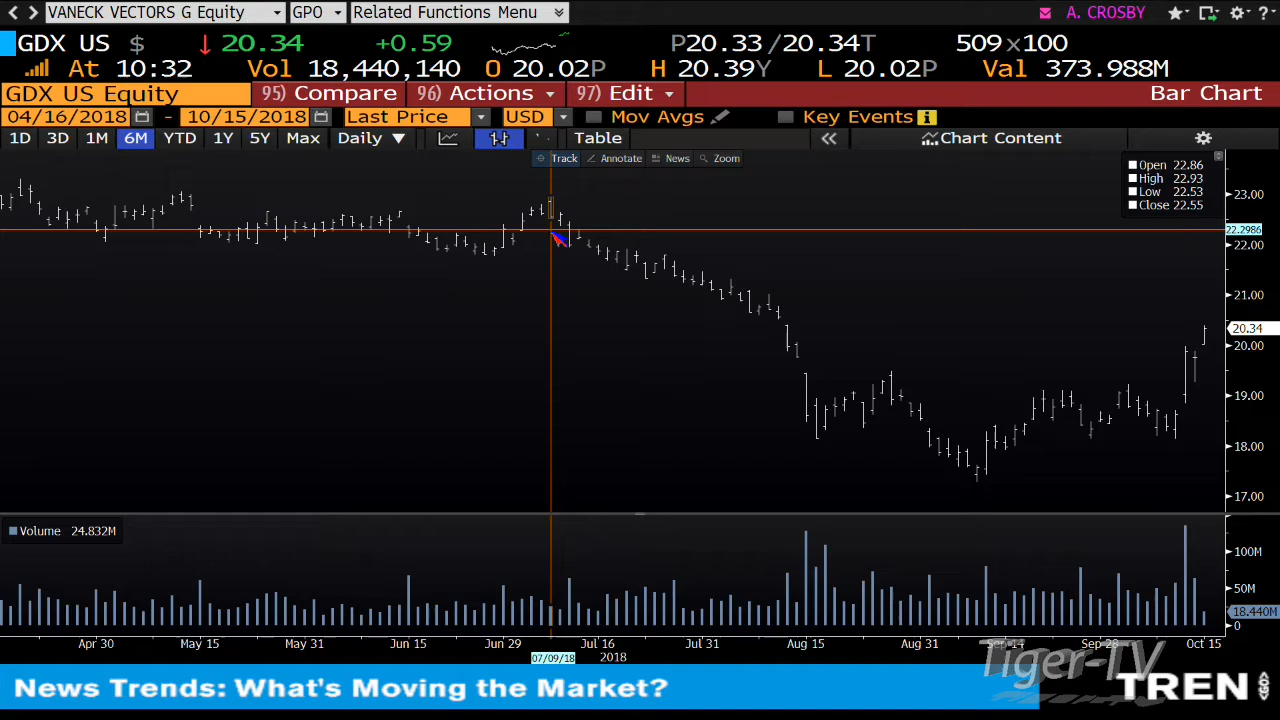 VANECK VECTORS G Equity GPO Related Functions Menu A. CROSBY
GDX US $ ↓ 20.34 +0.59 P20.33 /20.34T 509 x100
At 10:32 Vol 18,440,140 O 20.02P H 20.39Y L 20.02P Val 373.988M
GDX US Equity 95) Compare 96) Actions 97) Edit Bar Chart
04/16/2018 - 10/15/2018 Last Price USD Mov Avgs Key Events i
1D 3D 1M 6M YTD 1Y 5Y Max Daily ▼ Table « Chart Content
Track Annotate News Zoom
Open 22.86
High 22.93
Low 22.53
Close 22.55
23.00
22.2986
22.00
21.00
20.34
20.00
19.00
18.00
17.00
Volume 24.832M
100M
50M
18.440M
0
Apr 30 May 15 May 31 Jun 15 Jun 29 Jul 16 Jul 31 Aug 15 Aug 31 Sep 14 Sep 28 Oct 15
07/09/18 2018
Tiger-TV
News Trends: What's Moving the Market?
TREN